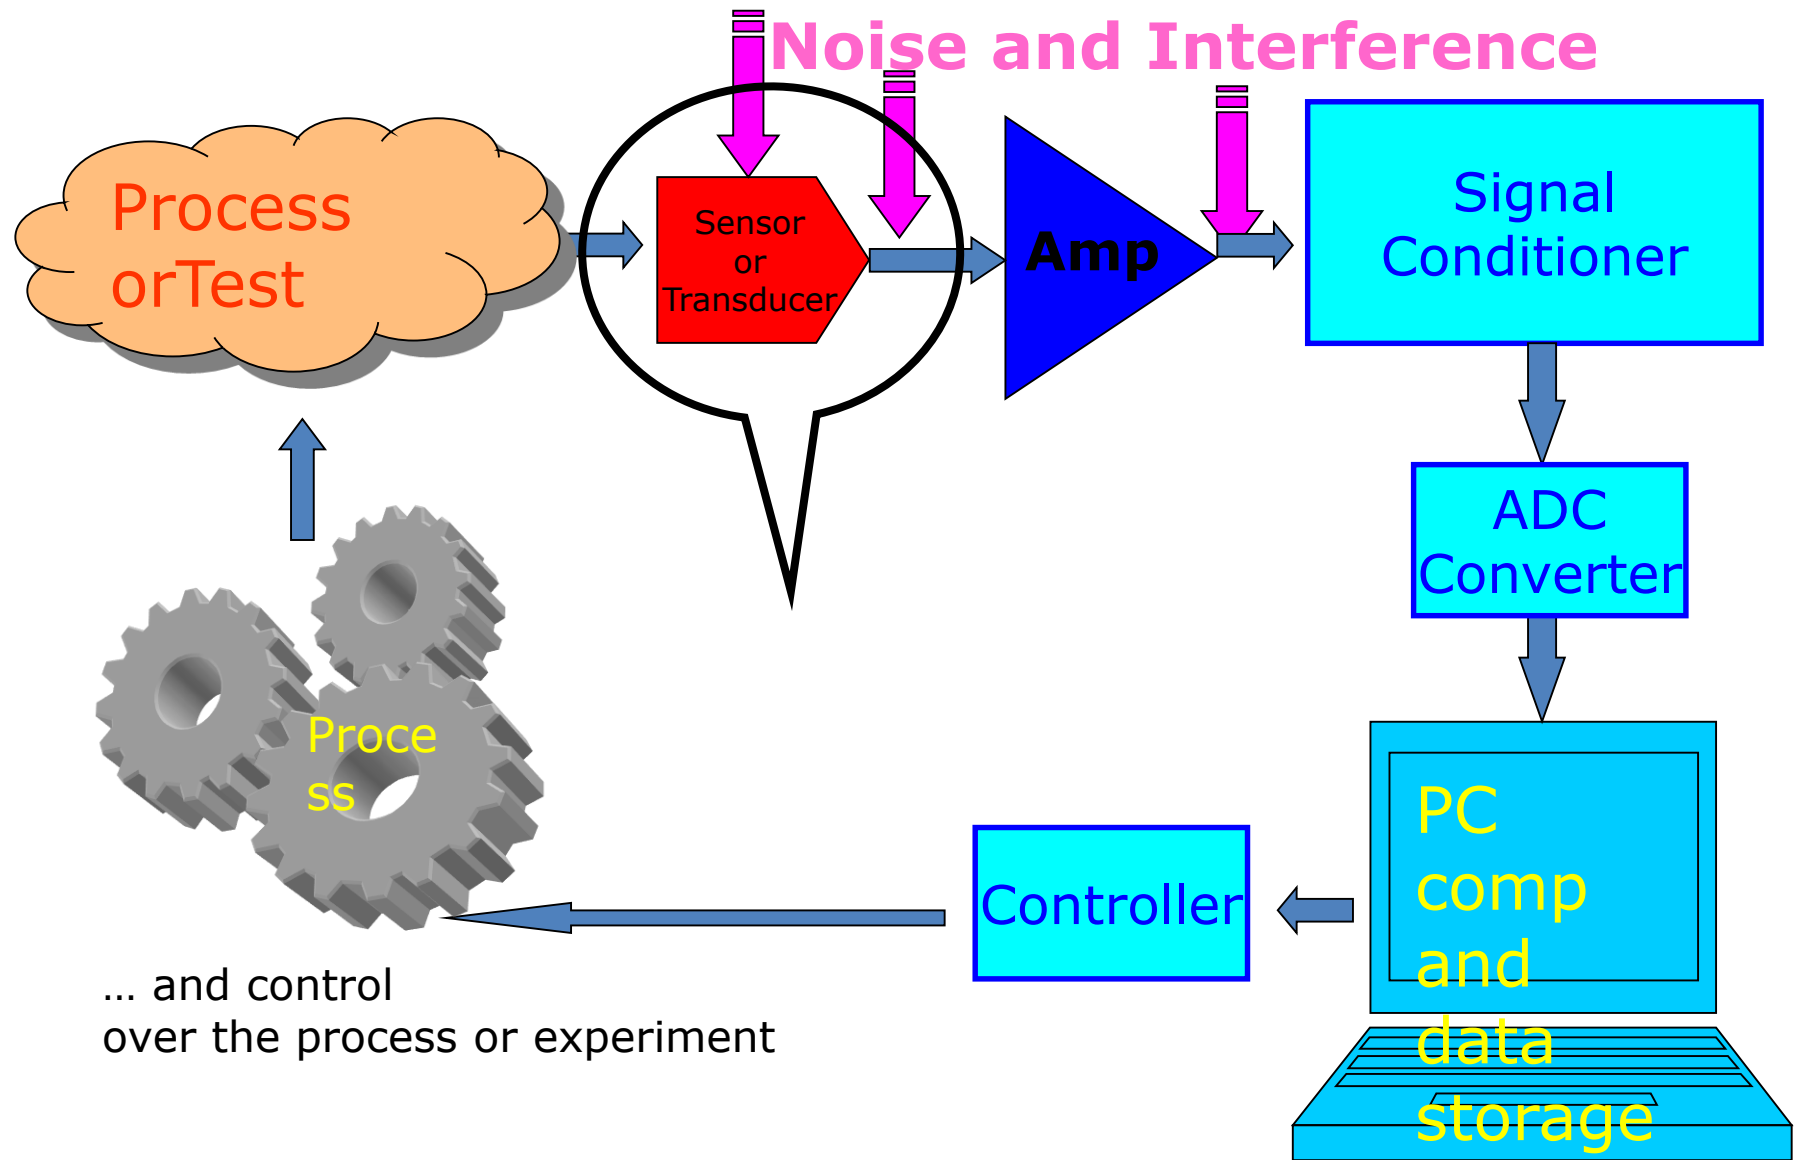 Noise and Interference
Process
orTest
Sensor
or
Transducer
Amp
Signal
Conditioner
ADC
Converter
Proce
ss
PC
comp
and
data
storage
Controller
... and control
over the process or experiment